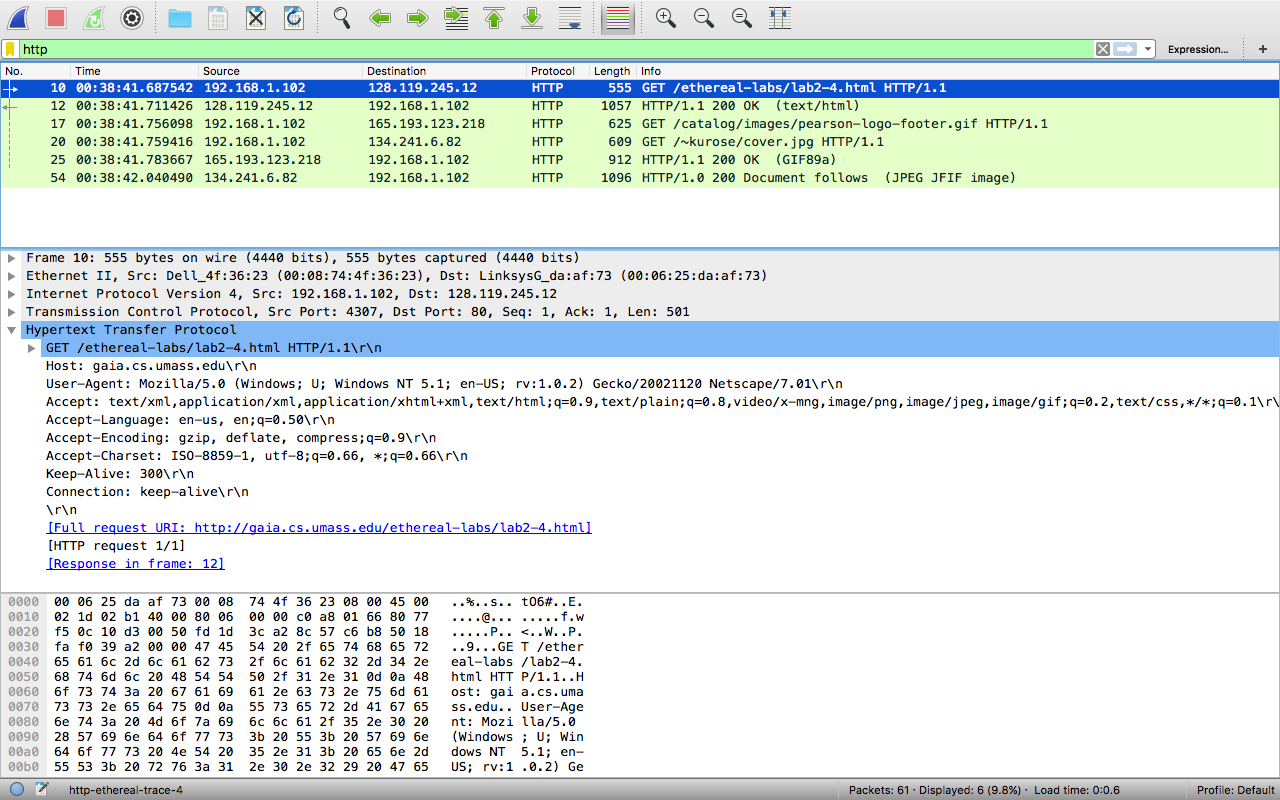 http
Expression...
+
No. Time Source Destination Protocol Length Info
10 00:38:41.687542 192.168.1.102 128.119.245.12 HTTP 555 GET /ethereal-labs/lab2-4.html HTTP/1.1
12 00:38:41.711426 128.119.245.12 192.168.1.102 HTTP 1057 HTTP/1.1 200 OK (text/html)
17 00:38:41.756098 192.168.1.102 165.193.123.218 HTTP 625 GET /catalog/images/pearson-logo-footer.gif HTTP/1.1
20 00:38:41.759416 192.168.1.102 134.241.6.82 HTTP 609 GET /~kurose/cover.jpg HTTP/1.1
25 00:38:41.783667 165.193.123.218 192.168.1.102 HTTP 912 HTTP/1.1 200 OK (GIF89a)
54 00:38:42.040490 134.241.6.82 192.168.1.102 HTTP 1096 HTTP/1.0 200 Document follows (JPEG JFIF image)
Frame 10: 555 bytes on wire (4440 bits), 555 bytes captured (4440 bits)
Ethernet II, Src: Dell_4f:36:23 (00:08:74:4f:36:23), Dst: LinksysG_da:af:73 (00:06:25:da:af:73)
Internet Protocol Version 4, Src: 192.168.1.102, Dst: 128.119.245.12
Transmission Control Protocol, Src Port: 4307, Dst Port: 80, Seq: 1, Ack: 1, Len: 501
Hypertext Transfer Protocol
GET /ethereal-labs/lab2-4.html HTTP/1.1\r\n
Host: gaia.cs.umass.edu\r\n
User-Agent: Mozilla/5.0 (Windows; U; Windows NT 5.1; en-US; rv:1.0.2) Gecko/20021120 Netscape/7.01\r\n
Accept: text/xml,application/xml,application/xhtml+xml,text/html;q=0.9,text/plain;q=0.8,video/x-mng,image/png,image/jpeg,image/gif;q=0.2,text/css,*/*;q=0.1\r\
Accept-Language: en-us, en;q=0.50\r\n
Accept-Encoding: gzip, deflate, compress;q=0.9\r\n
Accept-Charset: ISO-8859-1, utf-8;q=0.66, *;q=0.66\r\n
Keep-Alive: 300\r\n
Connection: keep-alive\r\n
\r\n
[Full request URI: http://gaia.cs.umass.edu/ethereal-labs/lab2-4.html]
[HTTP request 1/1]
[Response in frame: 12]
0000 00 06 25 da af 73 00 08 74 4f 36 23 08 00 45 00 ..%..s.. tO6#..E.
0010 02 1d 02 b1 40 00 80 06 00 00 c0 a8 01 66 80 77 ....@... .....f.w
0020 f5 0c 10 d3 00 50 fd 1d 3c a2 8c 57 c6 b8 50 18 .....P.. <..W..P.
0030 fa f0 39 a2 00 00 47 45 54 20 2f 65 74 68 65 72 ..9...GE T /ether
0040 65 61 6c 2d 6c 61 62 73 2f 6c 61 62 32 2d 34 2e eal-labs /lab2-4.
0050 68 74 6d 6c 20 48 54 54 50 2f 31 2e 31 0d 0a 48 html HTT P/1.1..H
0060 6f 73 74 3a 20 67 61 69 61 2e 63 73 2e 75 6d 61 ost: gai a.cs.uma
0070 73 73 2e 65 64 75 0d 0a 55 73 65 72 2d 41 67 65 ss.edu.. User-Age
0080 6e 74 3a 20 4d 6f 7a 69 6c 6c 61 2f 35 2e 30 20 nt: Mozi lla/5.0
0090 28 57 69 6e 64 6f 77 73 3b 20 55 3b 20 57 69 6e (Windows ; U; Win
00a0 64 6f 77 73 20 4e 54 20 35 2e 31 3b 20 65 6e 2d dows NT 5.1; en-
00b0 55 53 3b 20 72 76 3a 31 2e 30 2e 32 29 20 47 65 US; rv:1 .0.2) Ge
http-ethereal-trace-4 Packets: 61 · Displayed: 6 (9.8%) · Load time: 0:0.6 Profile: Default